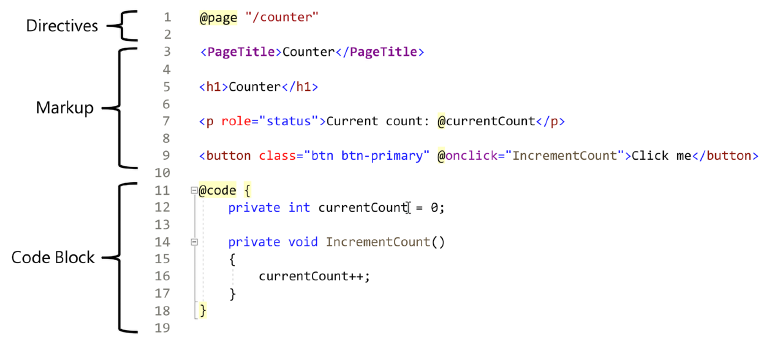 Directives
Markup
Code Block
1 @page "/counter"
2
3 <PageTitle>Counter</PageTitle>
4
5 <h1>Counter</h1>
6
7 <p role="status">Current count: @currentCount</p>
8
9 <button class="btn btn-primary" @onclick="IncrementCount">Click me</button>
10
11 @code {
12     private int currentCount = 0;
13
14     private void IncrementCount()
15     {
16         currentCount++;
17     }
18 }
19